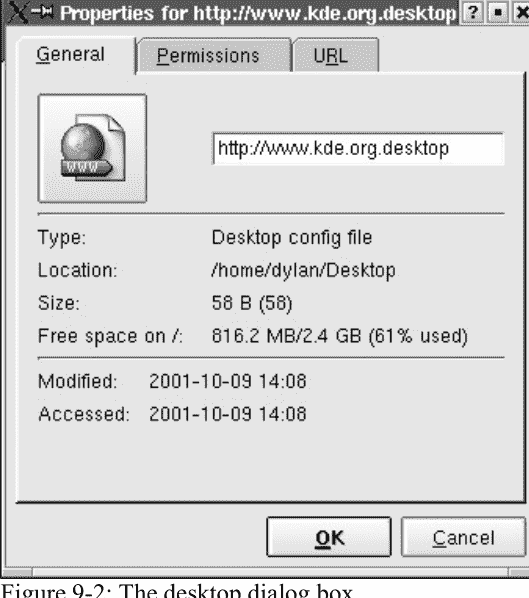 Properties for http://www.kde.org.desktop
General Permissions URL
WWW
http://www.kde.org.desktop
Type: Desktop config file
Location: /home/dylan/Desktop
Size: 58 B (58)
Free space on /: 816.2 MB/2.4 GB (61% used)
Modified: 2001-10-09 14:08
Accessed: 2001-10-09 14:08
OK Cancel
Figure 9-2: The desktop dialog box